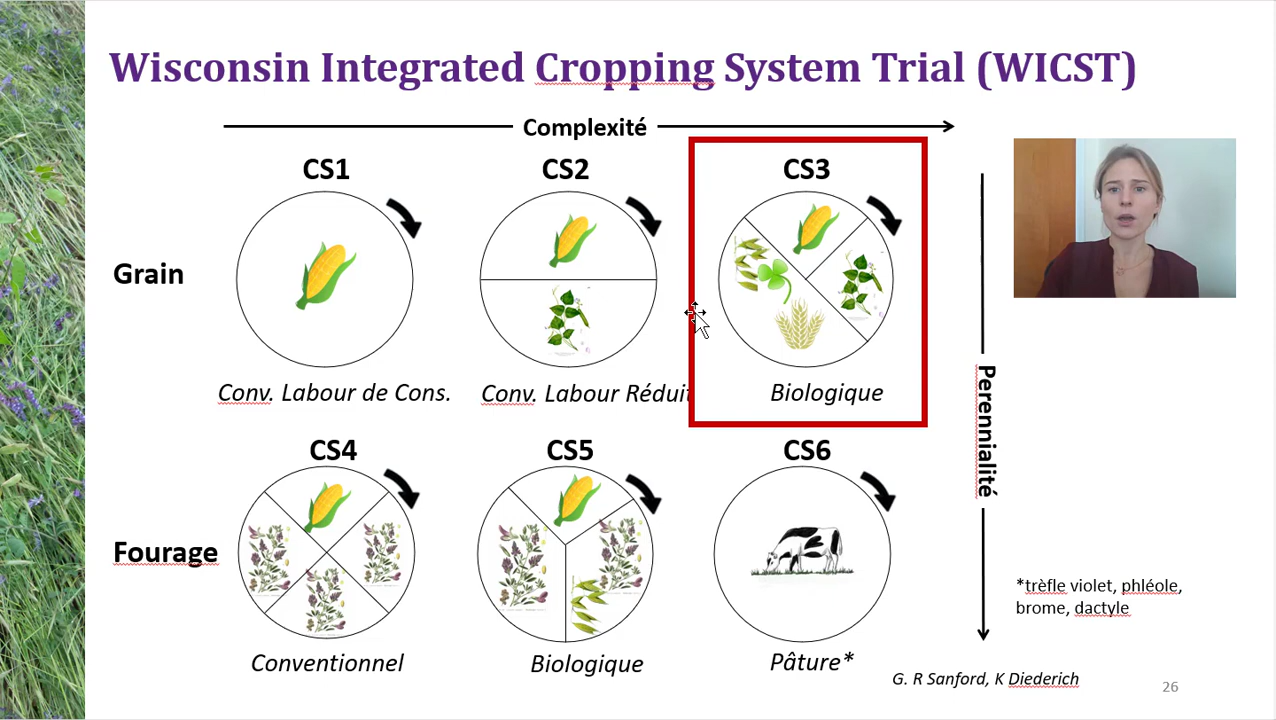 Wisconsin Integrated Cropping System Trial (WICST)
Complexité
CS1
CS2
CS3
Grain
Conv. Labour de Cons.
Conv. Labour Réduit
Biologique
Perennialité
CS4
CS5
CS6
Fourage
*trèfle violet, phléole,
brome, dactyle
Conventionnel
Biologique
Pâture*
G. R Sanford, K Diederich
26